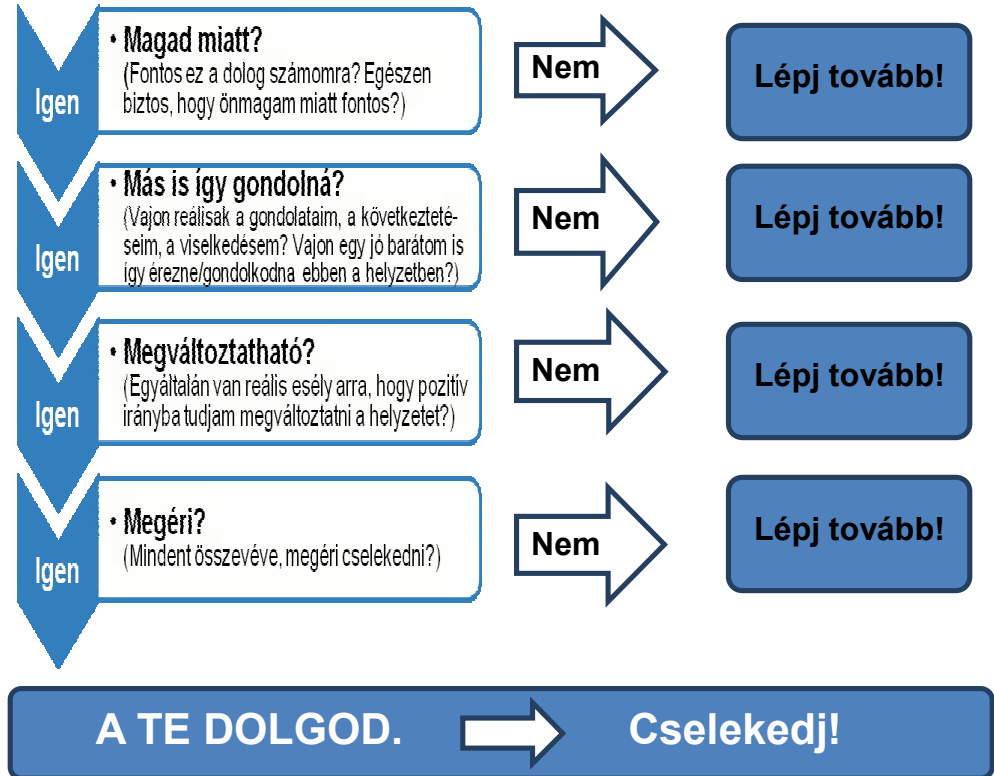 • Magad miatt?
(Fontos ez a dolog számomra? Egészen
biztos, hogy önmagam miatt fontos?)
Igen
Nem
Lépj tovább!
• Más is így gondolná?
(Vajon reálisak a gondolataim, a következteté-
seim, a viselkedésem? Vajon egy jó barátom is
így érezne/gondolkodna ebben a helyzetben?)
Igen
Nem
Lépj tovább!
• Megváltoztatható?
(Egyáltalán van reális esély arra, hogy pozitív
irányba tudjam megváltoztatni a helyzetet?)
Igen
Nem
Lépj tovább!
• Megéri?
(Mindent összevéve, megéri cselekedni?)
Igen
Nem
Lépj tovább!
A TE DOLGOD.
Cselekedj!